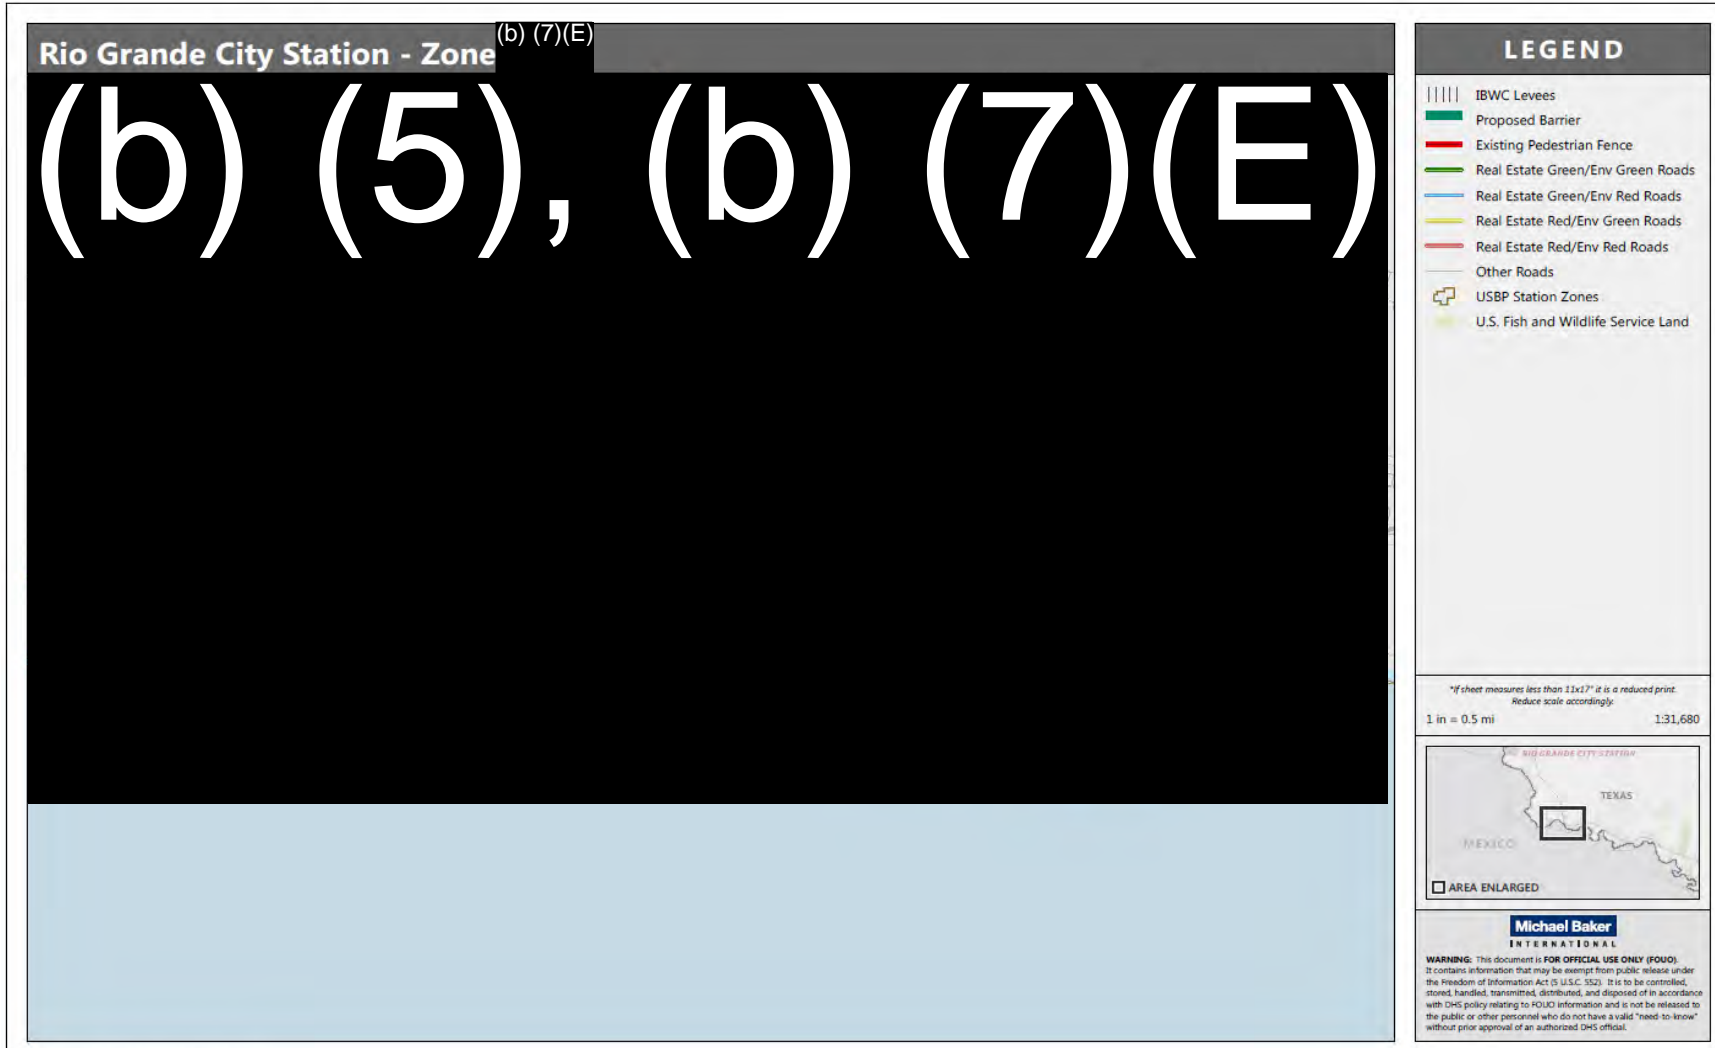 Rio Grande City Station - Zone (b) (7)(E)
(b) (5), (b) (7)(E)
LEGEND
IBWC Levees
Proposed Barrier
Existing Pedestrian Fence
Real Estate Green/Env Green Roads
Real Estate Green/Env Red Roads
Real Estate Red/Env Green Roads
Real Estate Red/Env Red Roads
Other Roads
USBP Station Zones
U.S. Fish and Wildlife Service Land
*If sheet measures less than 11x17" it is a reduced print.
Reduce scale accordingly.
1 in = 0.5 mi 1:31,680
RIO GRANDE CITY STATION
TEXAS
MEXICO
AREA ENLARGED
Michael Baker
INTERNATIONAL
WARNING: This document is FOR OFFICIAL USE ONLY (FOUO).
It contains information that may be exempt from public release under
the Freedom of Information Act (5 U.S.C. 552). It is to be controlled,
stored, handled, transmitted, distributed, and disposed of in accordance
with DHS policy relating to FOUO information and is not be released to
the public or other personnel who do not have a valid "need-to-know"
without prior approval of an authorized DHS official.